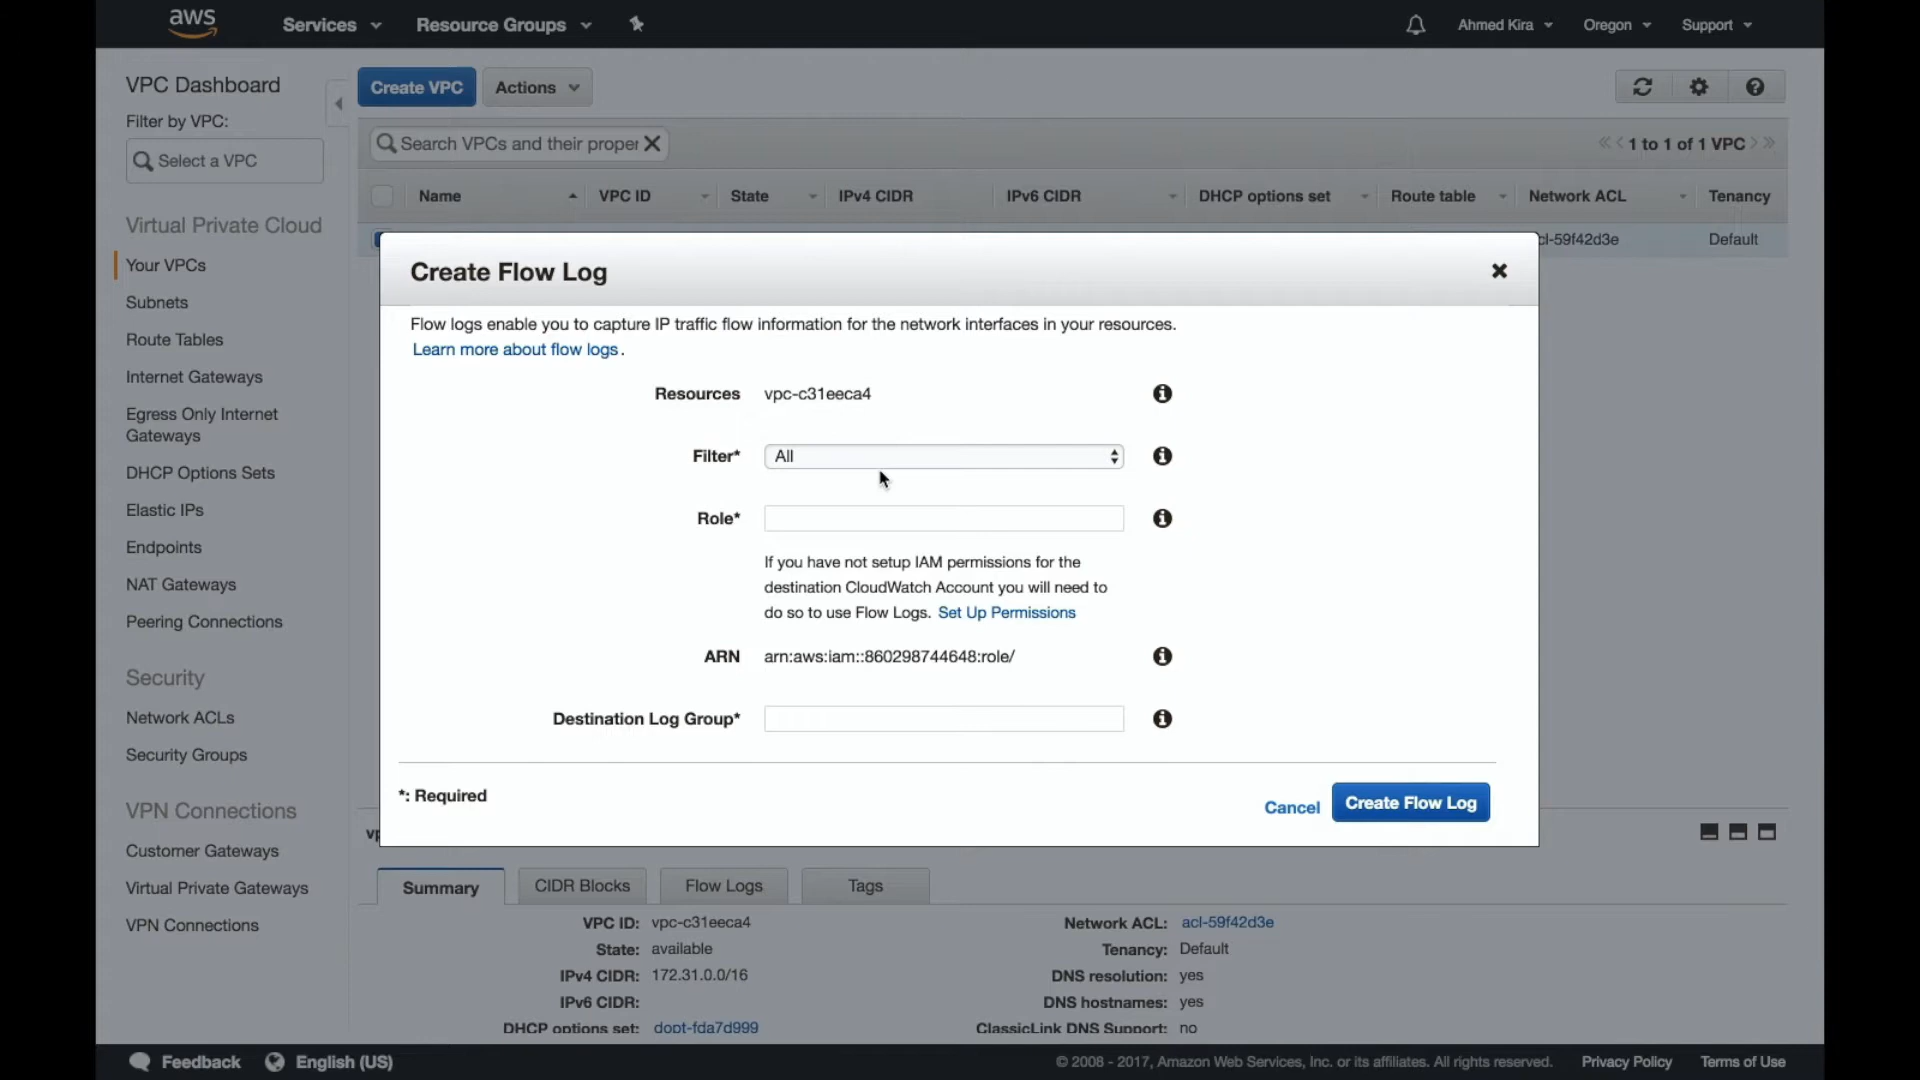 aws
Services
Resource Groups
Ahmed Kira
Oregon
Support
VPC Dashboard
Filter by VPC:
Select a VPC
Virtual Private Cloud
Your VPCs
Subnets
Route Tables
Internet Gateways
Egress Only Internet
Gateways
DHCP Options Sets
Elastic IPs
Endpoints
NAT Gateways
Peering Connections
Security
Network ACLs
Security Groups
VPN Connections
Customer Gateways
Virtual Private Gateways
VPN Connections
Create VPC
Actions
Search VPCs and their proper
1 to 1 of 1 VPC
Name
VPC ID
State
IPv4 CIDR
IPv6 CIDR
DHCP options set
Route table
Network ACL
Tenancy
cl-59f42d3e
Default
Create Flow Log
Flow logs enable you to capture IP traffic flow information for the network interfaces in your resources.
Learn more about flow logs.
Resources vpc-c31eeca4
Filter* All
Role*
If you have not setup IAM permissions for the
destination CloudWatch Account you will need to
do so to use Flow Logs. Set Up Permissions
ARN arn:aws:iam::860298744648:role/
Destination Log Group*
*: Required
Cancel
Create Flow Log
vp
Summary
CIDR Blocks
Flow Logs
Tags
VPC ID: vpc-c31eeca4
State: available
IPv4 CIDR: 172.31.0.0/16
IPv6 CIDR:
DHCP options set: dopt-fda7d999
Network ACL: acl-59f42d3e
Tenancy: Default
DNS resolution: yes
DNS hostnames: yes
ClassicLink DNS Support: no
Feedback
English (US)
© 2008 - 2017, Amazon Web Services, Inc. or its affiliates. All rights reserved.
Privacy Policy
Terms of Use